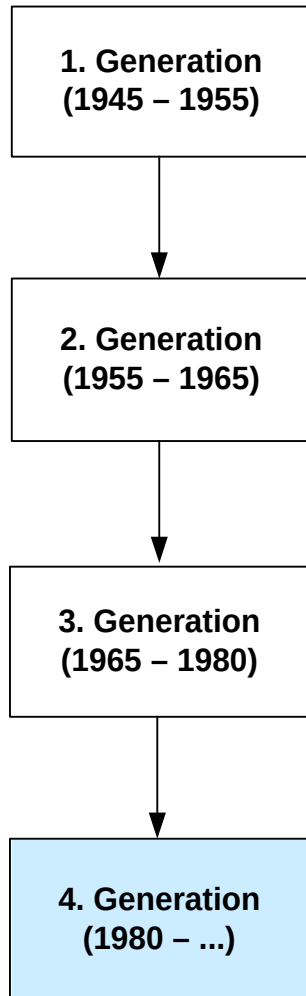 1. Generation
(1945 – 1955)
2. Generation
(1955 – 1965)
3. Generation
(1965 – 1980)
4. Generation
(1980 – ...)